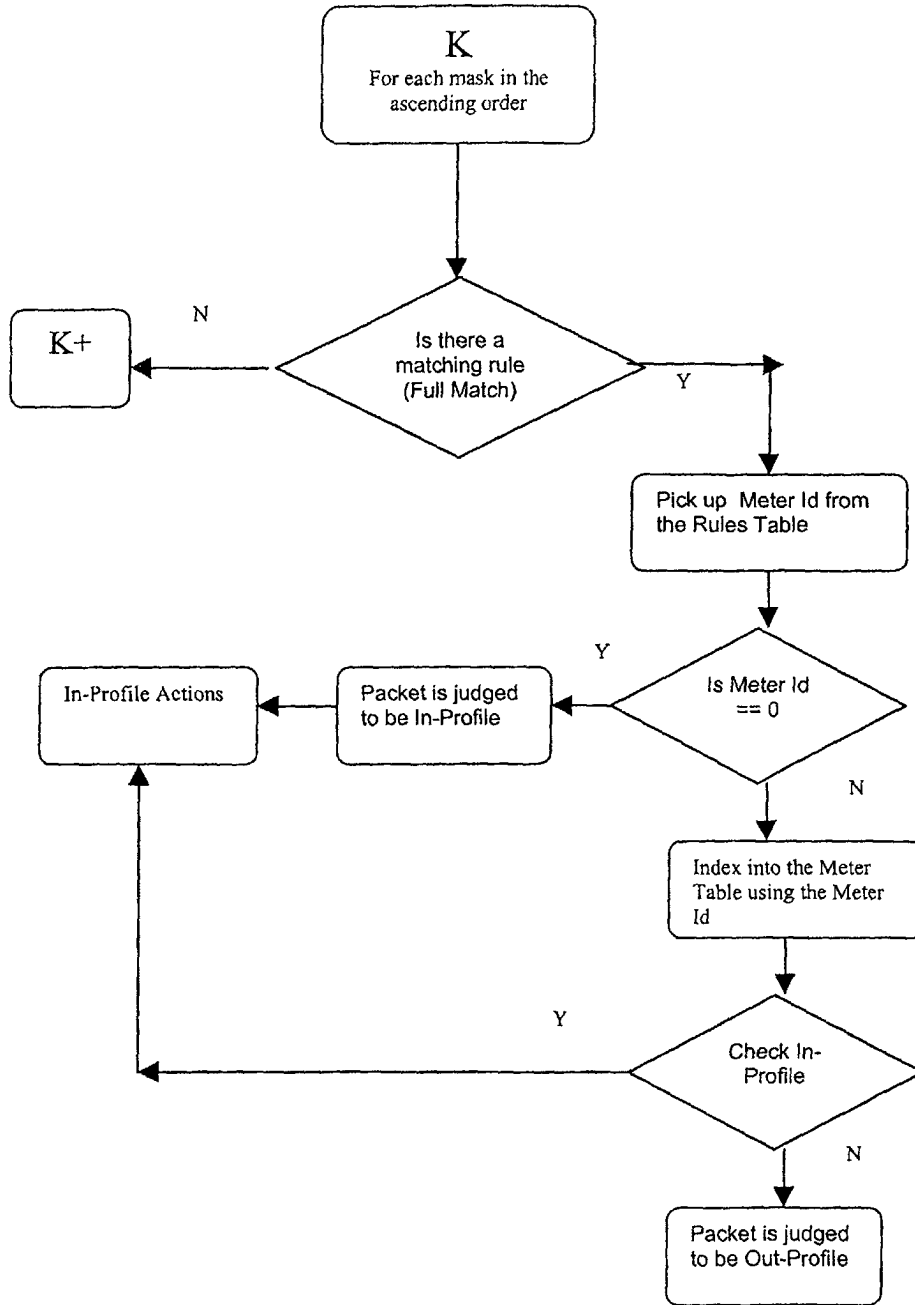 K
For each mask in the
ascending order
N
K+
Is there a
matching rule
(Full Match)
Y
Pick up Meter Id from
the Rules Table
Y
In-Profile Actions
Packet is judged
to be In-Profile
Is Meter Id
== 0
N
Index into the Meter
Table using the Meter
Id
Y
Check In-
Profile
N
Packet is judged
to be Out-Profile